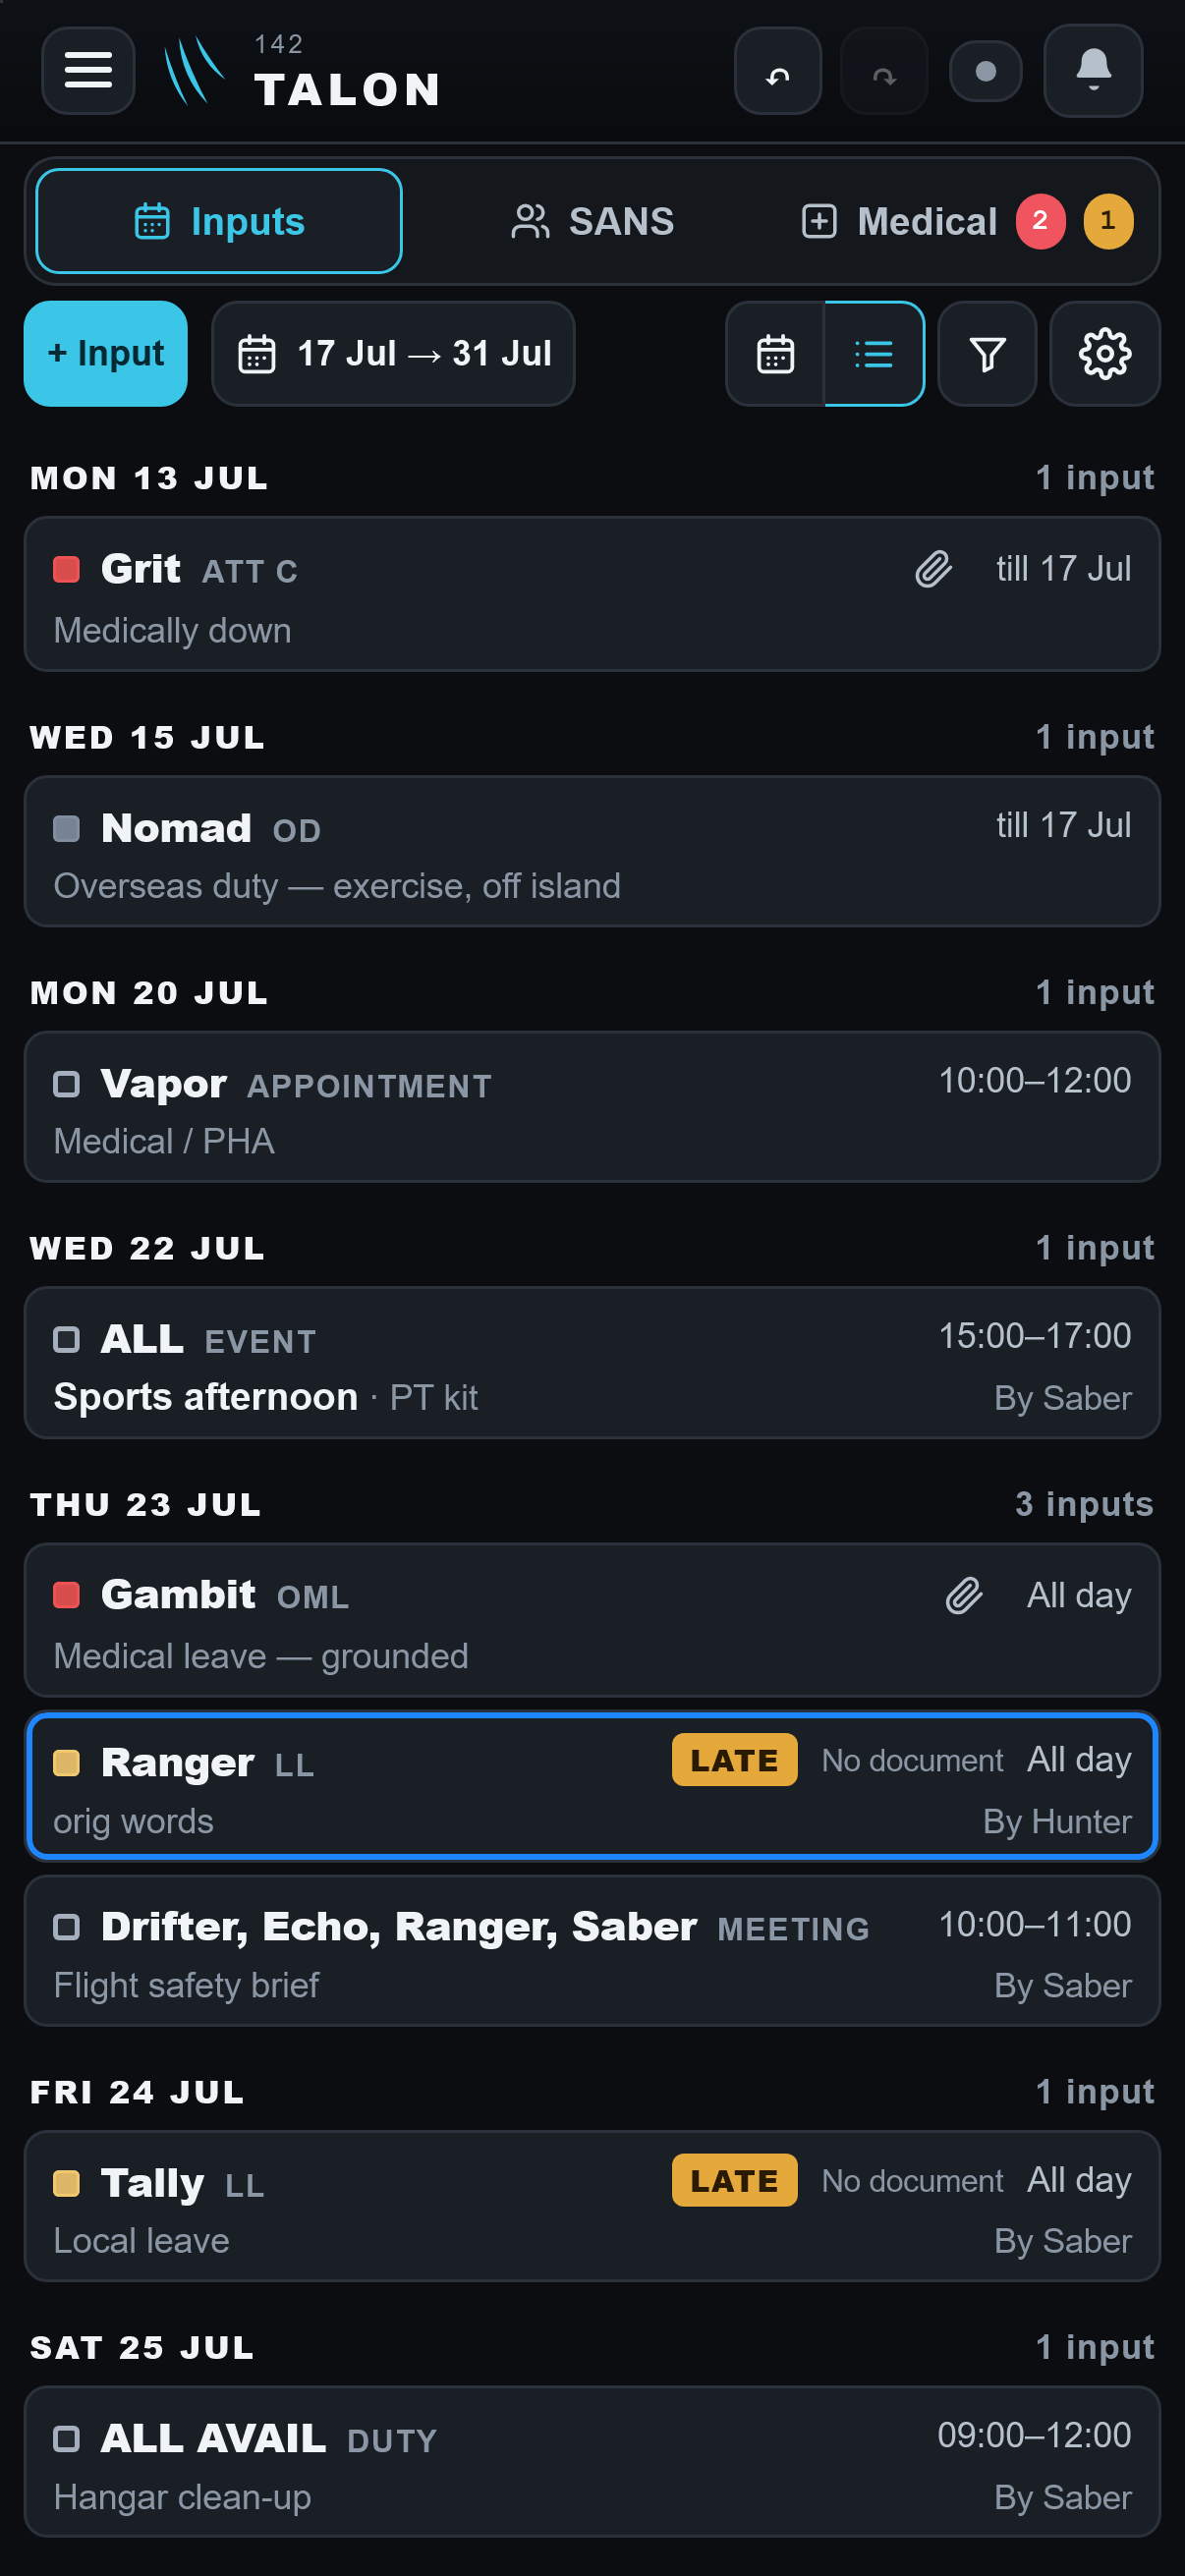 142
TALON
Inputs
SANS
Medical 2 1
+ Input
17 Jul → 31 Jul
MON 13 JUL 1 input
Grit ATT C till 17 Jul
Medically down
WED 15 JUL 1 input
Nomad OD till 17 Jul
Overseas duty — exercise, off island
MON 20 JUL 1 input
Vapor APPOINTMENT 10:00–12:00
Medical / PHA
WED 22 JUL 1 input
ALL EVENT 15:00–17:00
Sports afternoon · PT kit By Saber
THU 23 JUL 3 inputs
Gambit OML All day
Medical leave — grounded
Ranger LL LATE No document All day
orig words By Hunter
Drifter, Echo, Ranger, Saber MEETING 10:00–11:00
Flight safety brief By Saber
FRI 24 JUL 1 input
Tally LL LATE No document All day
Local leave By Saber
SAT 25 JUL 1 input
ALL AVAIL DUTY 09:00–12:00
Hangar clean-up By Saber